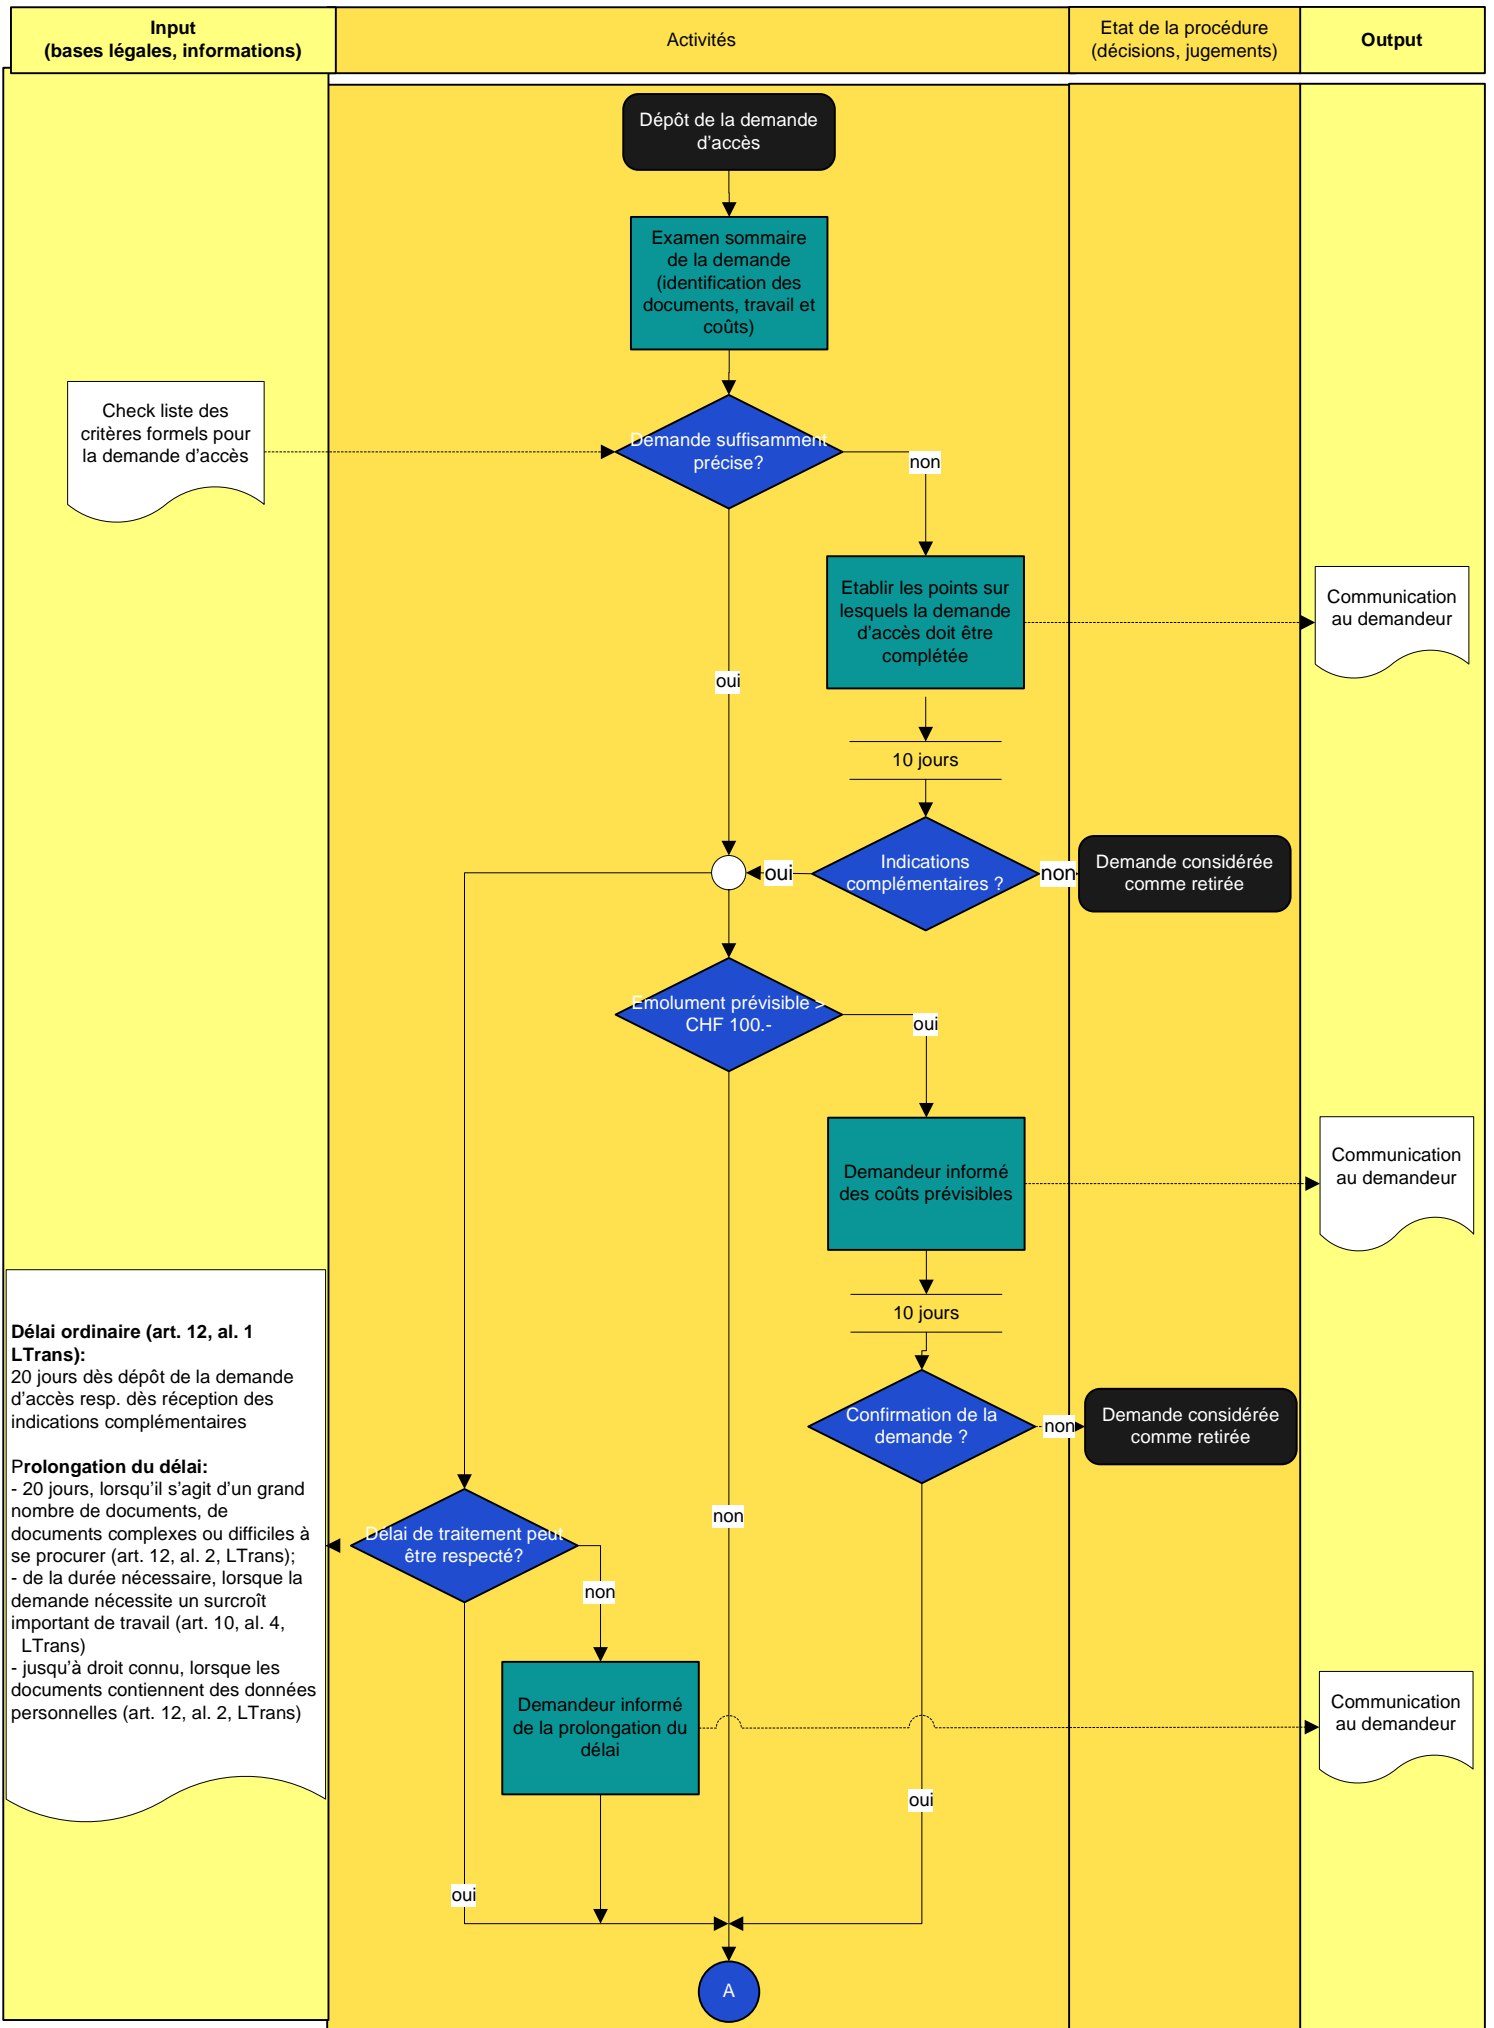 Input
(bases légales, informations)
Activités
Etat de la procédure
(décisions, jugements)
Output
Dépôt de la demande
d'accès
Examen sommaire
de la demande
(identification des
documents, travail et
coûts)
Check liste des
critères formels pour
la demande d'accès
Demande suffisamment
précise?
non
Etablir les points sur
lesquels la demande
d'accès doit être
complétée
Communication
au demandeur
oui
10 jours
Indications
complémentaires ?
oui
non
Demande considérée
comme retirée
Emolument prévisible >
CHF 100.-
oui
Demandeur informé
des coûts prévisibles
Communication
au demandeur
10 jours
Confirmation de la
demande ?
non
Demande considérée
comme retirée
Délai ordinaire (art. 12, al. 1
LTrans):
20 jours dès dépôt de la demande
d'accès resp. dès réception des
indications complémentaires
Prolongation du délai:
- 20 jours, lorsqu'il s'agit d'un grand
nombre de documents, de
documents complexes ou difficiles à
se procurer (art. 12, al. 2, LTrans);
- de la durée nécessaire, lorsque la
demande nécessite un surcroît
important de travail (art. 10, al. 4,
LTrans)
- jusqu'à droit connu, lorsque les
documents contiennent des données
personnelles (art. 12, al. 2, LTrans)
Délai de traitement peut
être respecté?
non
non
Demandeur informé
de la prolongation du
délai
Communication
au demandeur
oui
oui
A